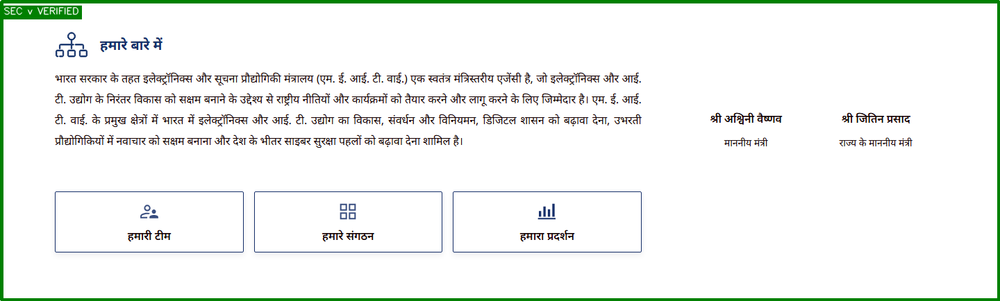 SEC v VERIFIED
हमारे बारे में
भारत सरकार के तहत इलेक्ट्रॉनिक्स और सूचना प्रौद्योगिकी मंत्रालय (एम. ई. आई. टी. वाई.) एक स्वतंत्र मंत्रिस्तरीय एजेंसी है, जो इलेक्ट्रॉनिक्स और आई.
टी. उद्योग के निरंतर विकास को सक्षम बनाने के उद्देश्य से राष्ट्रीय नीतियों और कार्यक्रमों को तैयार करने और लागू करने के लिए जिम्मेदार है। एम. ई. आई.
टी. वाई. के प्रमुख क्षेत्रों में भारत में इलेक्ट्रॉनिक्स और आई. टी. उद्योग का विकास, संवर्धन और विनियमन, डिजिटल शासन को बढ़ावा देना, उभरती
प्रौद्योगिकियों में नवाचार को सक्षम बनाना और देश के भीतर साइबर सुरक्षा पहलों को बढ़ावा देना शामिल है।
श्री अश्विनी वैष्णव
माननीय मंत्री
श्री जितिन प्रसाद
राज्य के माननीय मंत्री
हमारी टीम
हमारे संगठन
हमारा प्रदर्शन